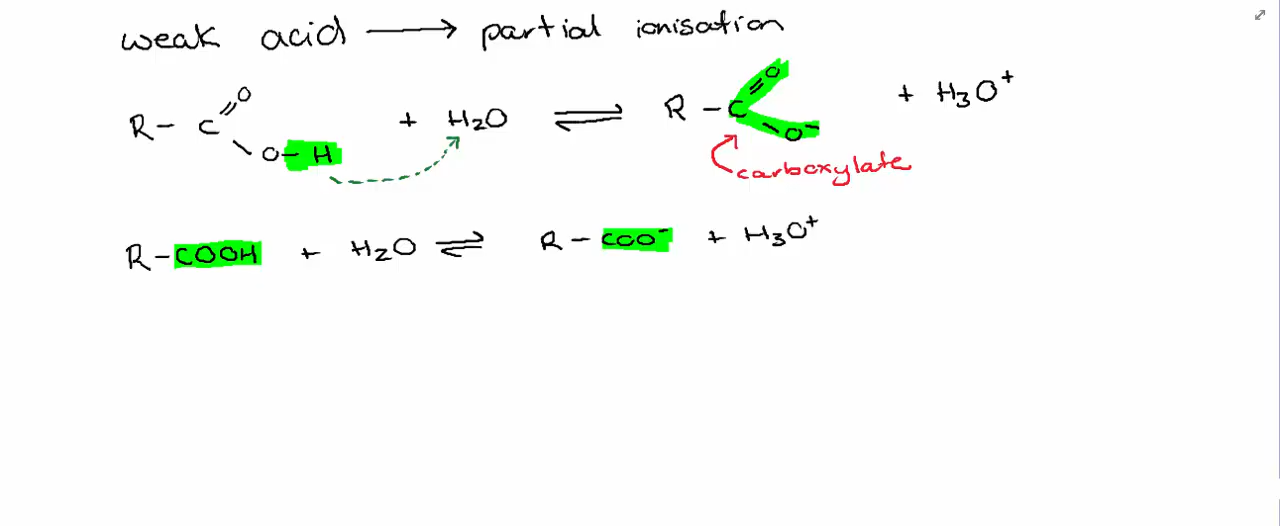 weak acid ⟶ partial ionisation
R-C(=O)-O-H + H₂O ⇌ R-C(=O)-O⁻ + H₃O⁺
carboxylate
R-COOH + H₂O ⇌ R-COO⁻ + H₃O⁺